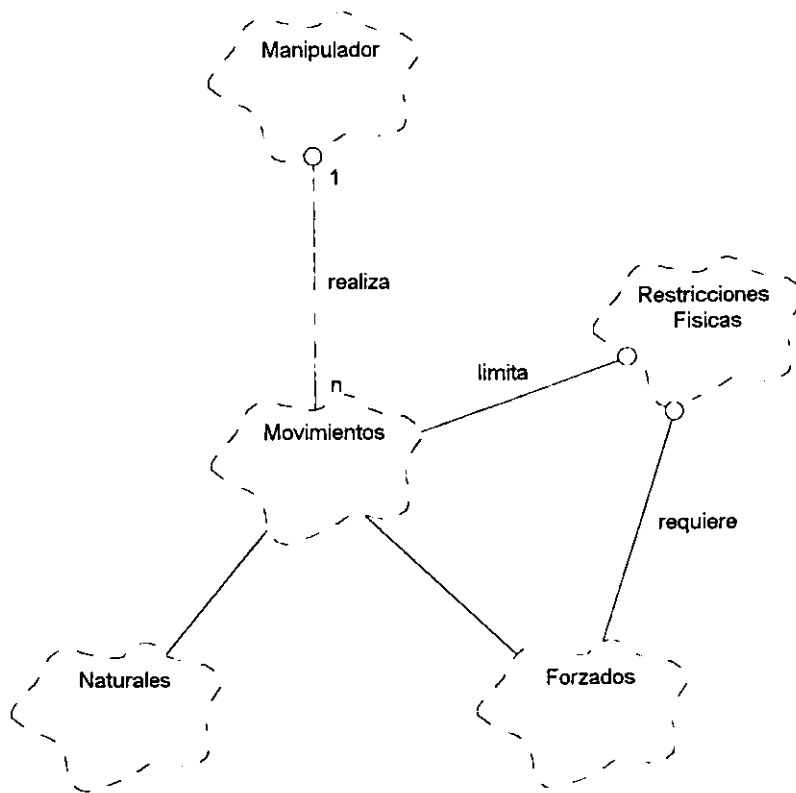 Manipulador
1
realiza
Restricciones
Fisicas
limita
n
Movimientos
requiere
Naturales
Forzados